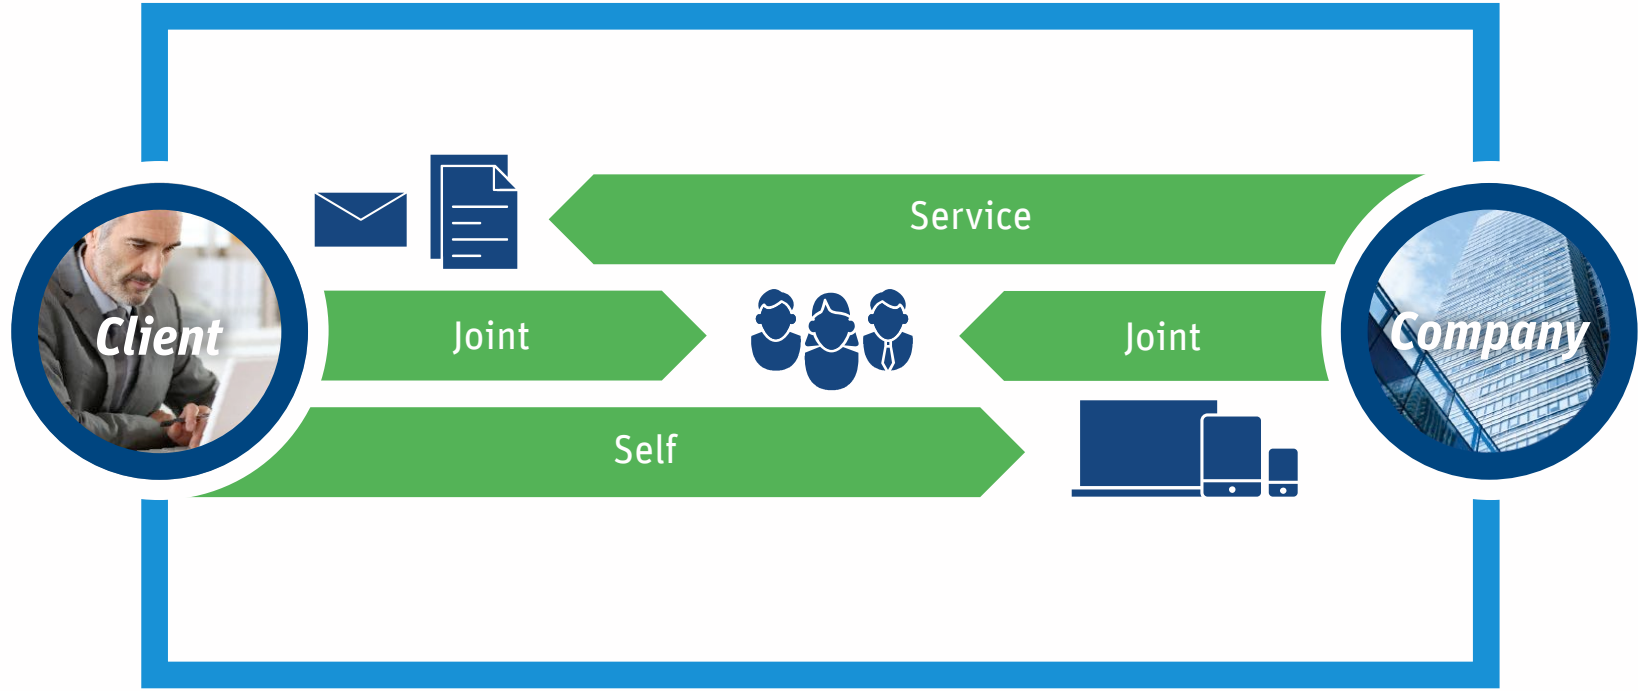 Service
Client
Joint
Joint
Company
Self